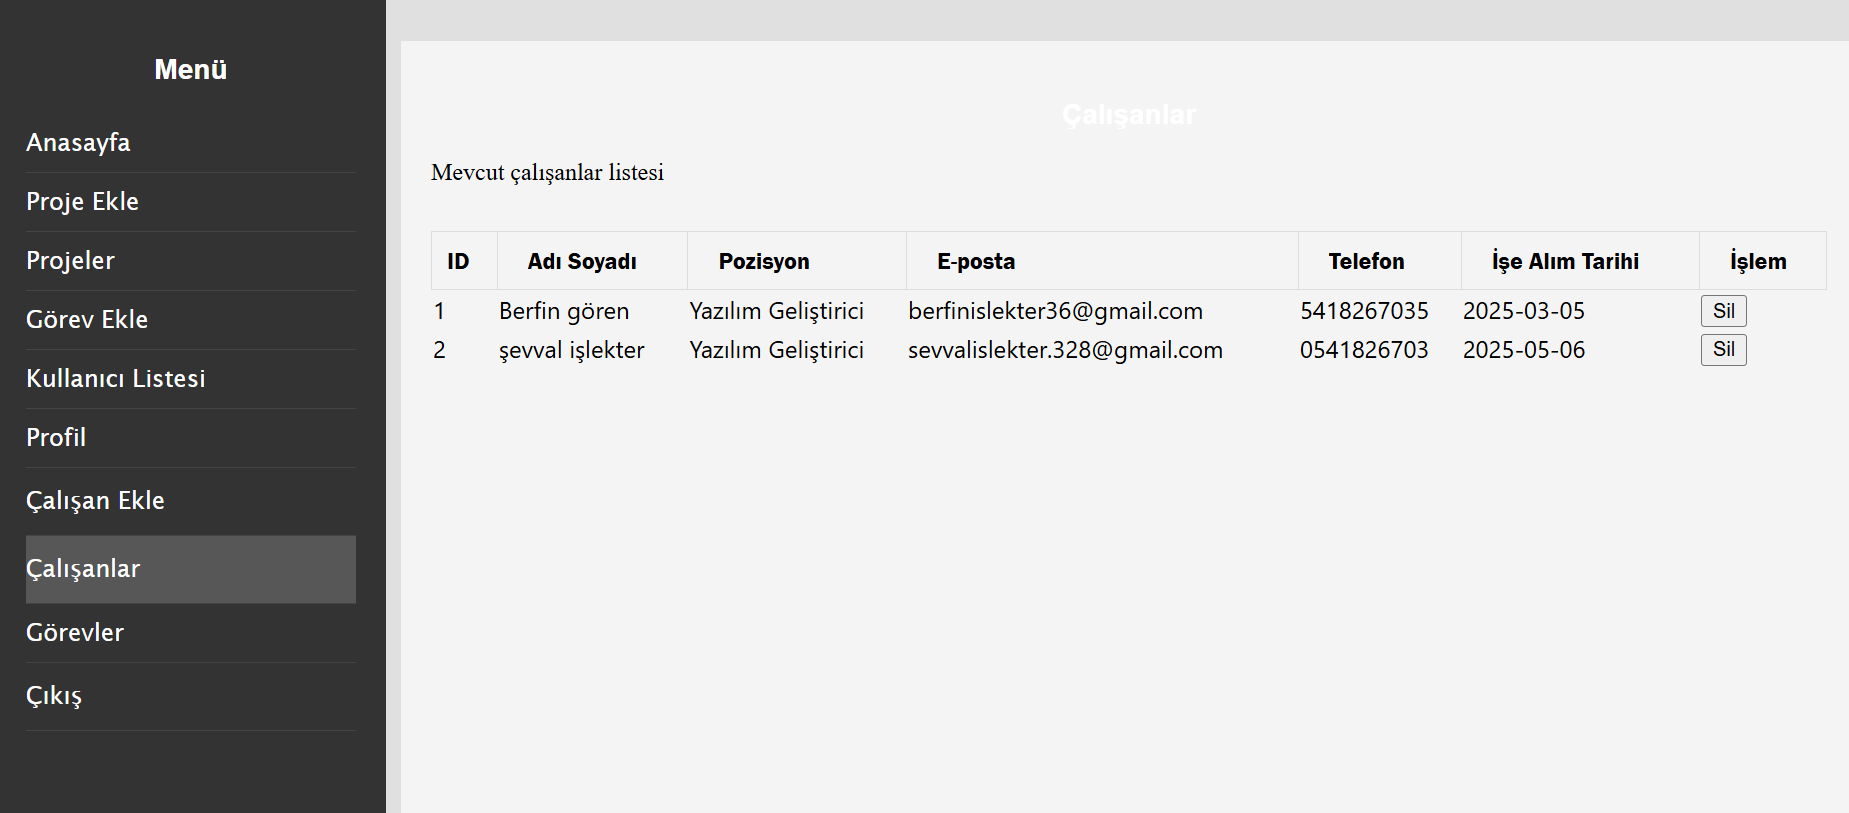 Menü
Anasayfa
Proje Ekle
Projeler
Görev Ekle
Kullanıcı Listesi
Profil
Çalışan Ekle
Çalışanlar
Görevler
Çıkış
Çalışanlar
Mevcut çalışanlar listesi
ID Adı Soyadı Pozisyon E-posta Telefon İşe Alım Tarihi İşlem
1 Berfin gören Yazılım Geliştirici berfinislekter36@gmail.com 5418267035 2025-03-05 Sil
2 şevval işlekter Yazılım Geliştirici sevvalislekter.328@gmail.com 0541826703 2025-05-06 Sil